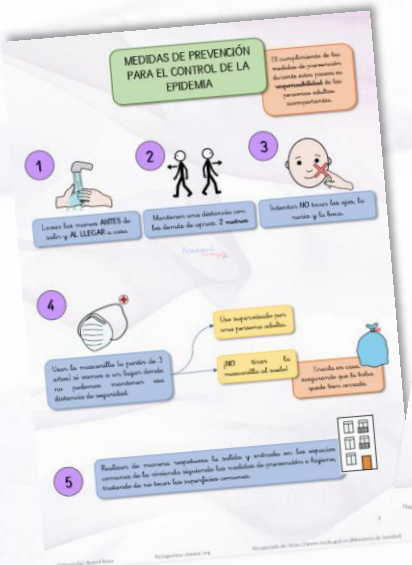 MEDIDAS DE PREVENCIÓN
PARA EL CONTROL DE LA
EPIDEMIA
El cumplimiento de las
medidas de prevención
durante estos paseos es
responsabilidad de las
personas adultas
acompañantes.
1
2
3
Lavar las manos ANTES de
salir y AL LLEGAR a casa
Mantener una distancia con
los demás de aprox. 2 metros
Intentar NO tocar los ojos, la
nariz y la boca.
4
Usar la mascarilla (a partir de 3
años) si vamos a un lugar donde
no podamos mantener esa
distancia de seguridad.
Uso supervisado por
una persona adulta.
¡NO tirar la
mascarilla al suelo!
Tirarla en casa,
asegurando que la bolsa
quede bien cerrada.
5
Realizar de manera respetuosa la salida y entrada en los espacios
comunes de la vivienda siguiendo las medidas de prevención e higiene,
tratando de no tocar las superficies comunes.